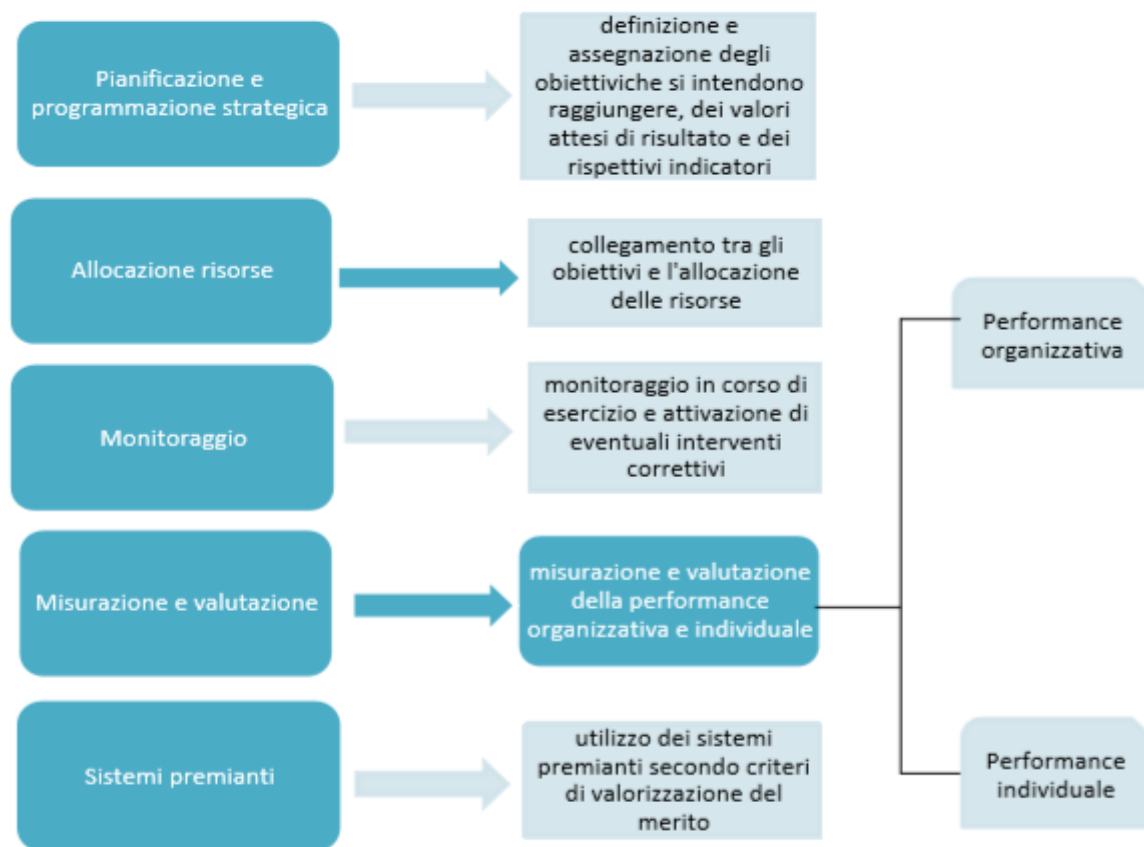 Pianificazione e
programmazione strategica
definizione e
assegnazione degli
obiettiviche si intendono
raggiungere, dei valori
attesi di risultato e dei
rispettivi indicatori
Allocazione risorse
collegamento tra gli
obiettivi e l'allocazione
delle risorse
Monitoraggio
monitoraggio in corso di
esercizio e attivazione di
eventuali interventi
correttivi
Misurazione e valutazione
misurazione e valutazione
della performance
organizzativa e individuale
Performance
organizzativa
Performance
individuale
Sistemi premianti
utilizzo dei sistemi
premianti secondo criteri
di valorizzazione del
merito